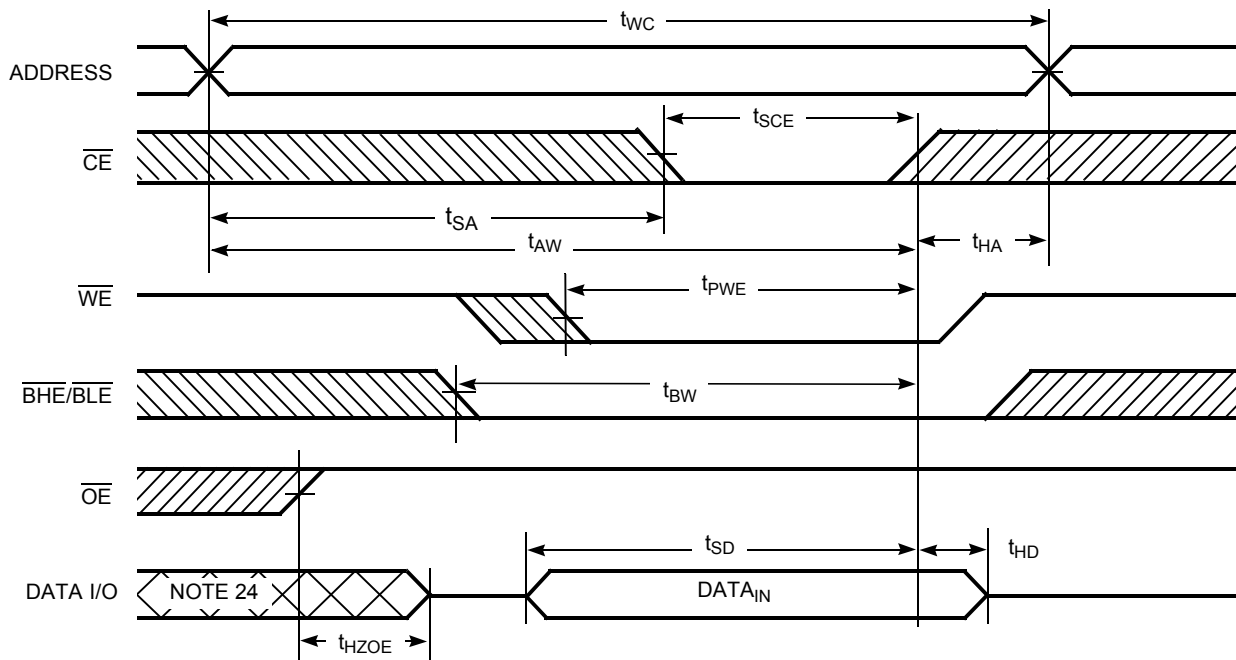 tWC
ADDRESS
tSCE
CE
tSA
tAW
tHA
WE
tPWE
BHE/BLE
tBW
OE
tSD
tHD
DATA I/O
NOTE 24
DATAIN
tHZOE